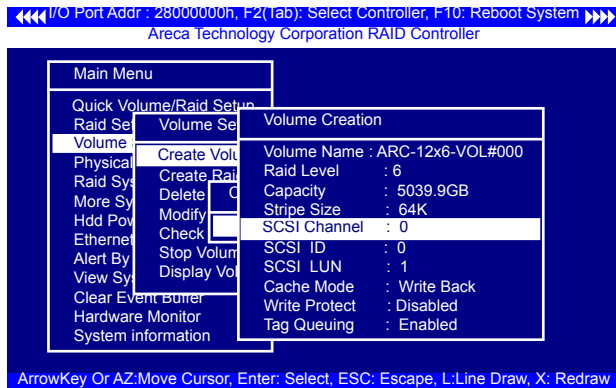 I/O Port Addr : 28000000h, F2(Tab): Select Controller, F10: Reboot System
Areca Technology Corporation RAID Controller
Main Menu
Quick Volume/Raid Setup
Raid Set
Volume
Physical
Raid Sys
More Sy
Hdd Pow
Ethernet
Alert By
View Sys
Clear Event Buffer
Hardware Monitor
System information
Volume Se
Create Volu
Create Raid
Delete
Modify
Check
Stop Volum
Display Vol
C
Volume Creation
Volume Name : ARC-12x6-VOL#000
Raid Level : 6
Capacity : 5039.9GB
Stripe Size : 64K
SCSI Channel : 0
SCSI ID : 0
SCSI LUN : 1
Cache Mode : Write Back
Write Protect : Disabled
Tag Queuing : Enabled
ArrowKey Or AZ:Move Cursor, Enter: Select, ESC: Escape, L:Line Draw, X: Redraw